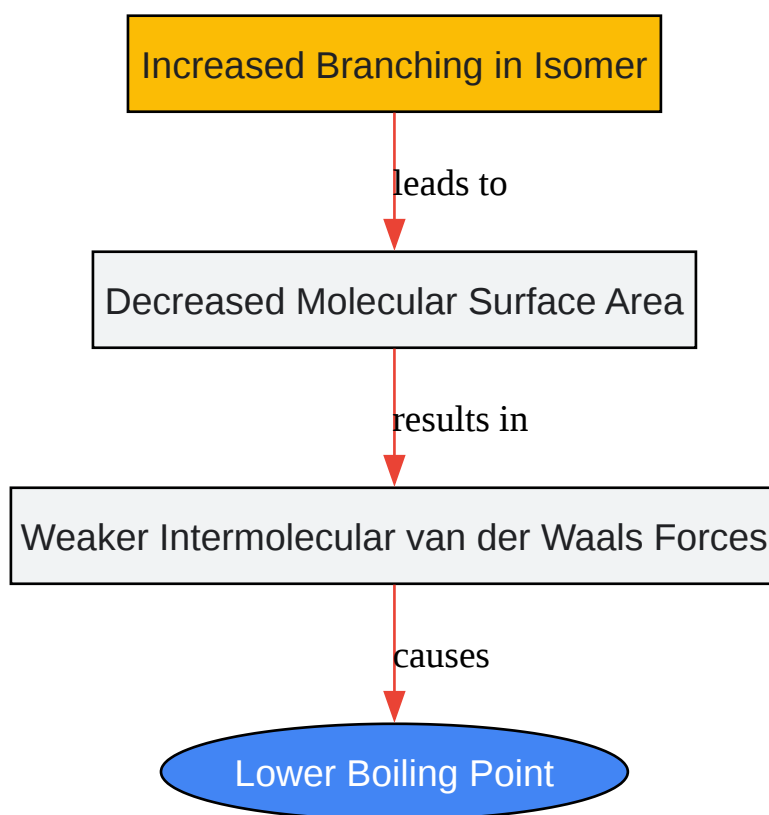 Increased Branching in Isomer
leads to
Decreased Molecular Surface Area
results in
Weaker Intermolecular van der Waals Forces
causes
Lower Boiling Point